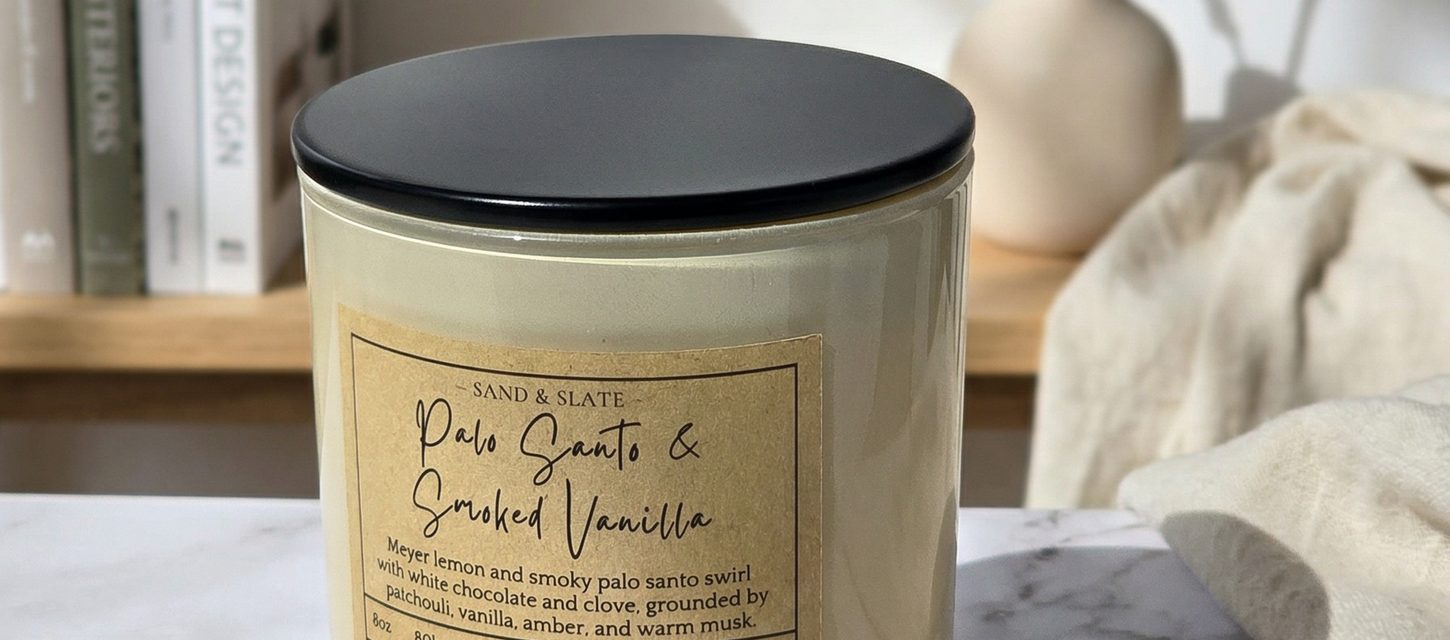 TERIORS
T DESIGN
– SAND & SLATE –
Palo Santo &
Smoked Vanilla
Meyer lemon and smoky palo santo swirl
with white chocolate and clove, grounded by
patchouli, vanilla, amber, and warm musk.
8oz